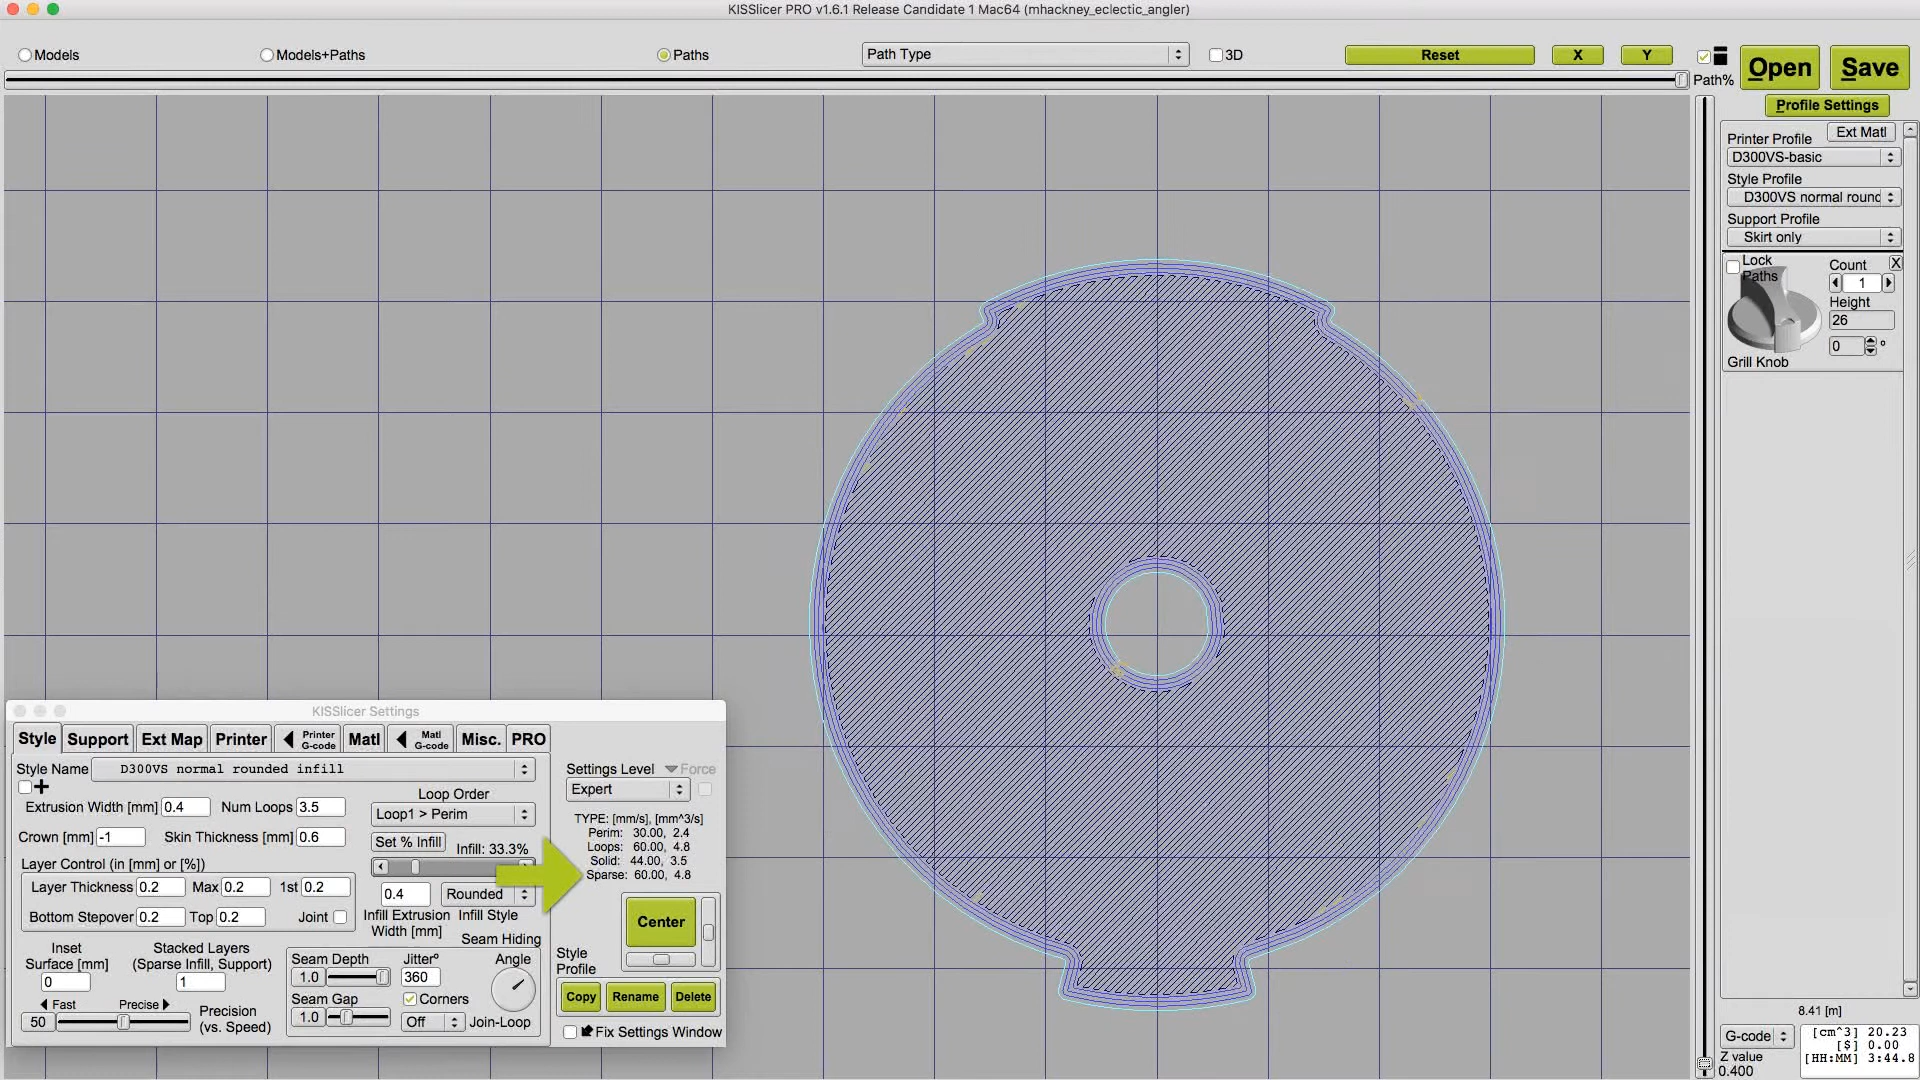 KISSlicer PRO v1.6.1 Release Candidate 1 Mac64 (mhackney_eclectic_angler)
Models
Models+Paths
Paths
Path Type
3D
Reset
X
Y
Path%
Open
Save
Profile Settings
Printer Profile
Ext Matl
D300VS-basic
Style Profile
D300VS normal rounc
Support Profile
Skirt only
Lock
Paths
Count
X
1
Height
26
0 °
Grill Knob
KISSlicer Settings
Style
Support
Ext Map
Printer
Printer
G-code
Matl
Matl
G-code
Misc.
PRO
Style Name
D300VS normal rounded infill
Extrusion Width [mm] 0.4
Num Loops 3.5
Crown [mm] -1
Skin Thickness [mm] 0.6
Layer Control (in [mm] or [%])
Layer Thickness 0.2
Max 0.2
1st 0.2
Bottom Stepover 0.2
Top 0.2
Joint
Inset
Surface [mm]
0
Stacked Layers
(Sparse Infill, Support)
1
Fast
Precise
50
Precision
(vs. Speed)
Loop Order
Loop1 > Perim
Set % Infill
Infill: 33.3%
0.4
Rounded
Infill Extrusion
Width [mm]
Infill Style
Seam Hiding
Seam Depth
1.0
Jitterº
360
Angle
Seam Gap
1.0
Corners
Off
Join-Loop
Settings Level
Force
Expert
TYPE: [mm/s], [mm^3/s]
Perim: 30.00, 2.4
Loops: 60.00, 4.8
Solid: 44.00, 3.5
Sparse: 60.00, 4.8
Center
Style
Profile
Copy
Rename
Delete
Fix Settings Window
8.41 [m]
G-code
[cm^3] 20.23
[$] 0.00
[HH:MM] 3:44.8
Z value
0.400